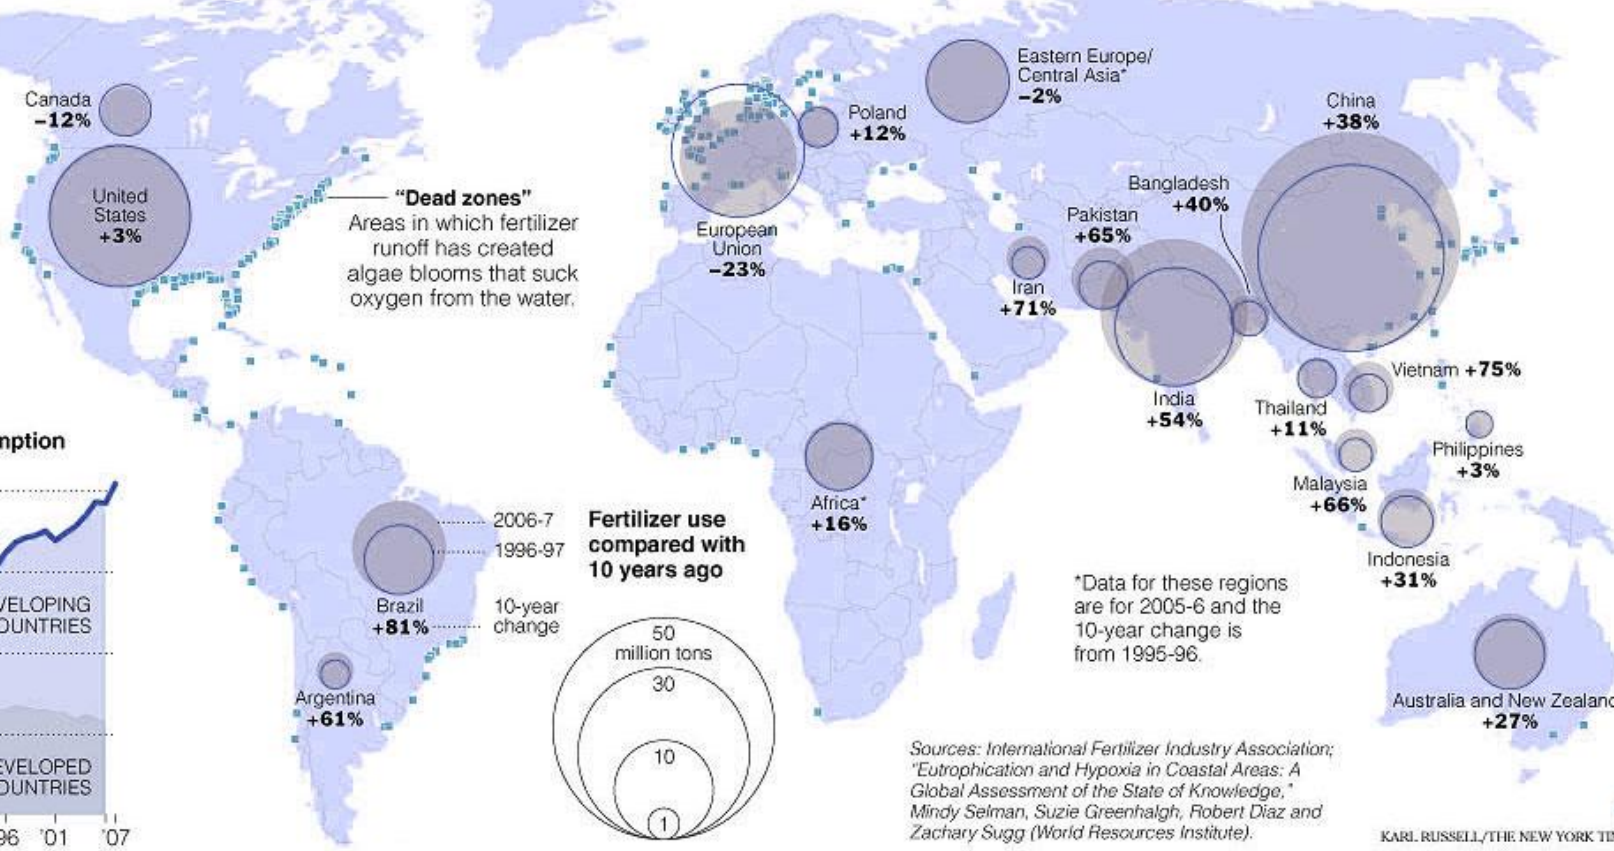 Canada
–12%
United
States
+3%
“Dead zones”
Areas in which fertilizer
runoff has created
algae blooms that suck
oxygen from the water.
European
Union
–23%
Poland
+12%
Eastern Europe/
Central Asia*
–2%
China
+38%
Bangladesh
+40%
Pakistan
+65%
Iran
+71%
India
+54%
Vietnam +75%
Thailand
+11%
Philippines
+3%
Malaysia
+66%
Indonesia
+31%
Africa*
+16%
Australia and New Zealand
+27%
Brazil
+81%
Argentina
+61%
2006-7
1996-97
10-year
change
Fertilizer use
compared with
10 years ago
50
million tons
30
10
1
*Data for these regions
are for 2005-6 and the
10-year change is
from 1995-96.
Sources: International Fertilizer Industry Association;
“Eutrophication and Hypoxia in Coastal Areas: A
Global Assessment of the State of Knowledge,”
Mindy Selman, Suzie Greenhalgh, Robert Diaz and
Zachary Sugg (World Resources Institute).
KARL RUSSELL/THE NEW YORK TIM
mption
VELOPING
OUNTRIES
EVELOPED
OUNTRIES
96 '01 '07